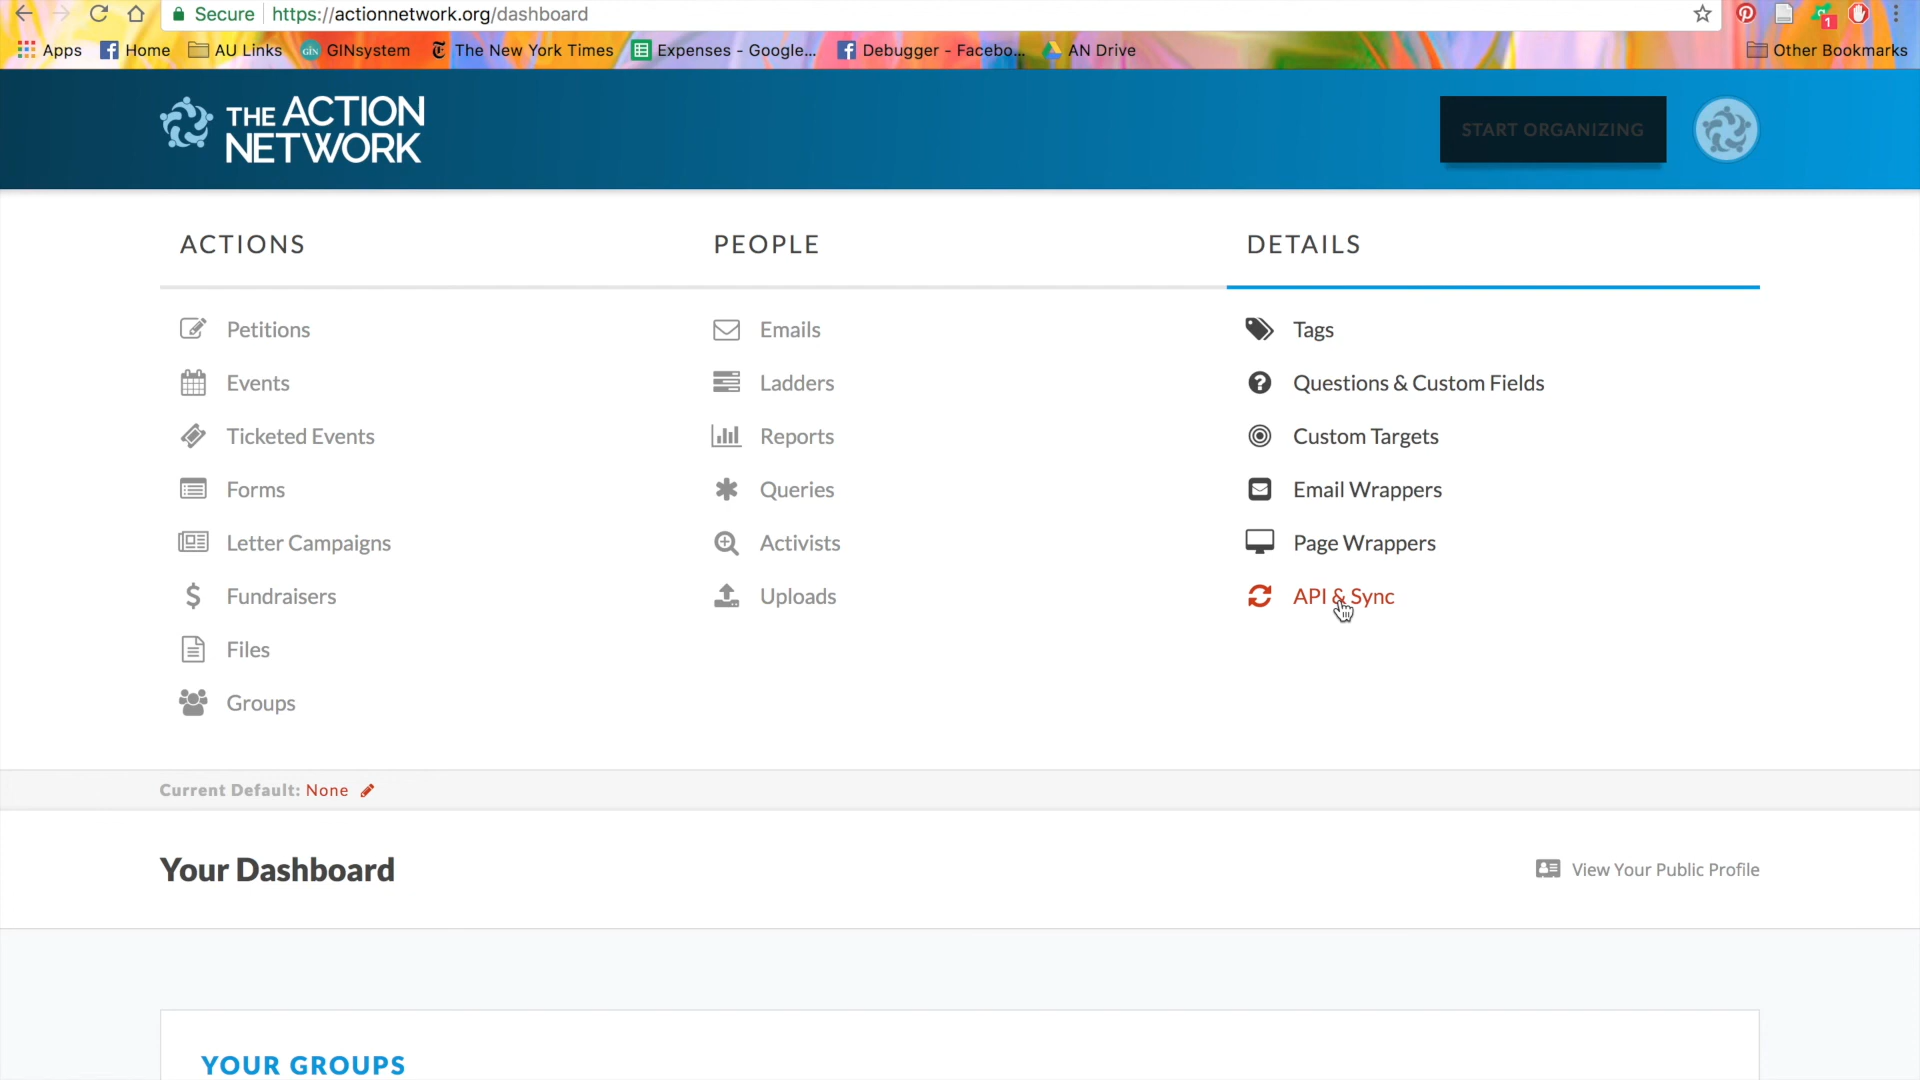 Secure https://actionnetwork.org/dashboard
1
Apps Home AU Links GINsystem The New York Times Expenses - Google... Debugger - Facebo... AN Drive Other Bookmarks
THE ACTION
NETWORK
START ORGANIZING
ACTIONS PEOPLE DETAILS
Petitions Emails Tags
Events Ladders Questions & Custom Fields
Ticketed Events Reports Custom Targets
Forms Queries Email Wrappers
Letter Campaigns Activists Page Wrappers
Fundraisers Uploads API & Sync
Files
Groups
Current Default: None
Your Dashboard View Your Public Profile
YOUR GROUPS